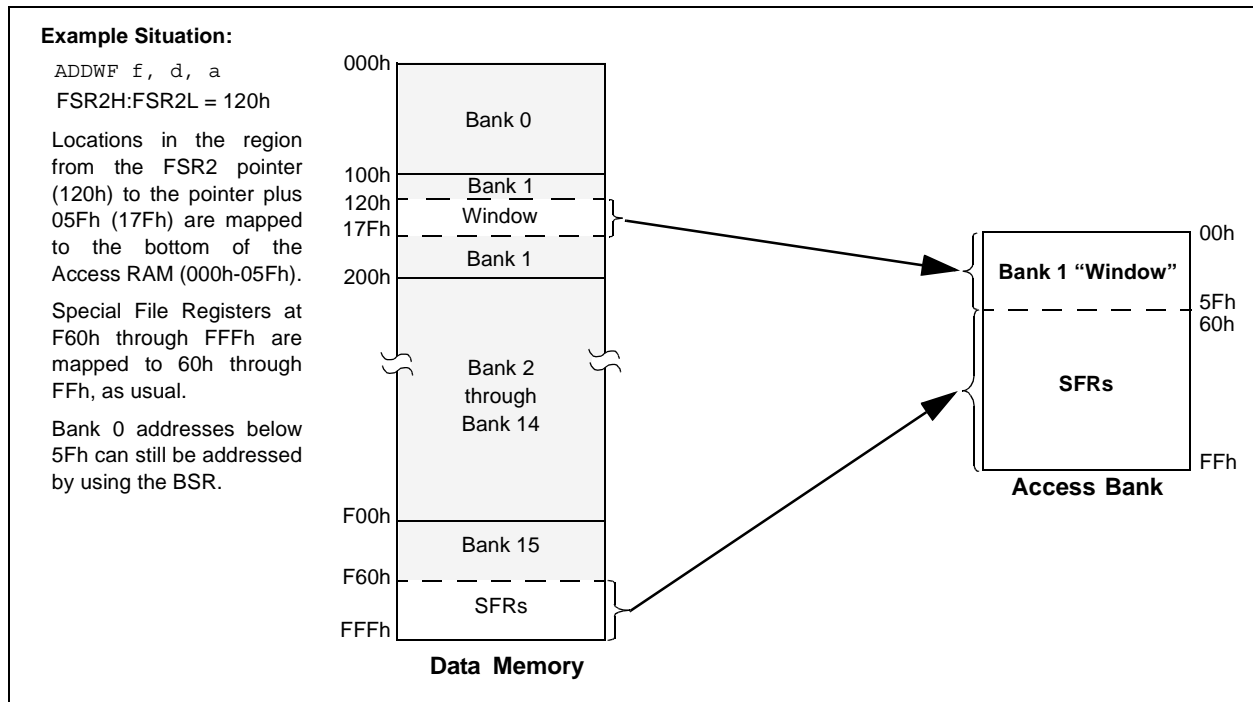 Example Situation:
ADDWF f, d, a
FSR2H:FSR2L = 120h
Locations in the region
from the FSR2 pointer
(120h) to the pointer plus
05Fh (17Fh) are mapped
to the bottom of the
Access RAM (000h-05Fh).
Special File Registers at
F60h through FFFh are
mapped to 60h through
FFh, as usual.
Bank 0 addresses below
5Fh can still be addressed
by using the BSR.
000h
Bank 0
100h
Bank 1
120h
Window
17Fh
Bank 1
200h
Bank 2
through
Bank 14
F00h
Bank 15
F60h
SFRs
FFFh
Data Memory
00h
Bank 1 “Window”
5Fh
60h
SFRs
FFh
Access Bank